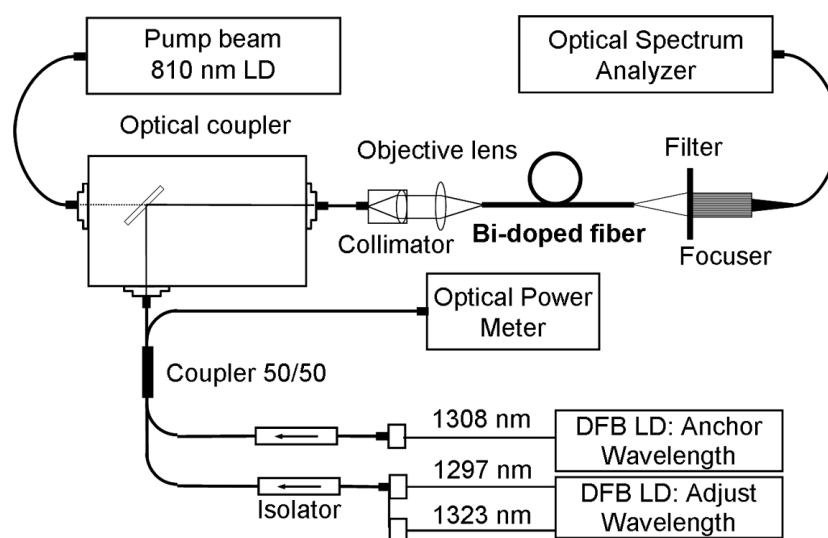 Pump beam
810 nm LD
Optical Spectrum
Analyzer
Optical coupler
Objective lens
Filter
Collimator
Bi-doped fiber
Focuser
Optical Power
Meter
Coupler 50/50
1308 nm
DFB LD: Anchor
Wavelength
1297 nm
DFB LD: Adjust
Wavelength
Isolator
1323 nm